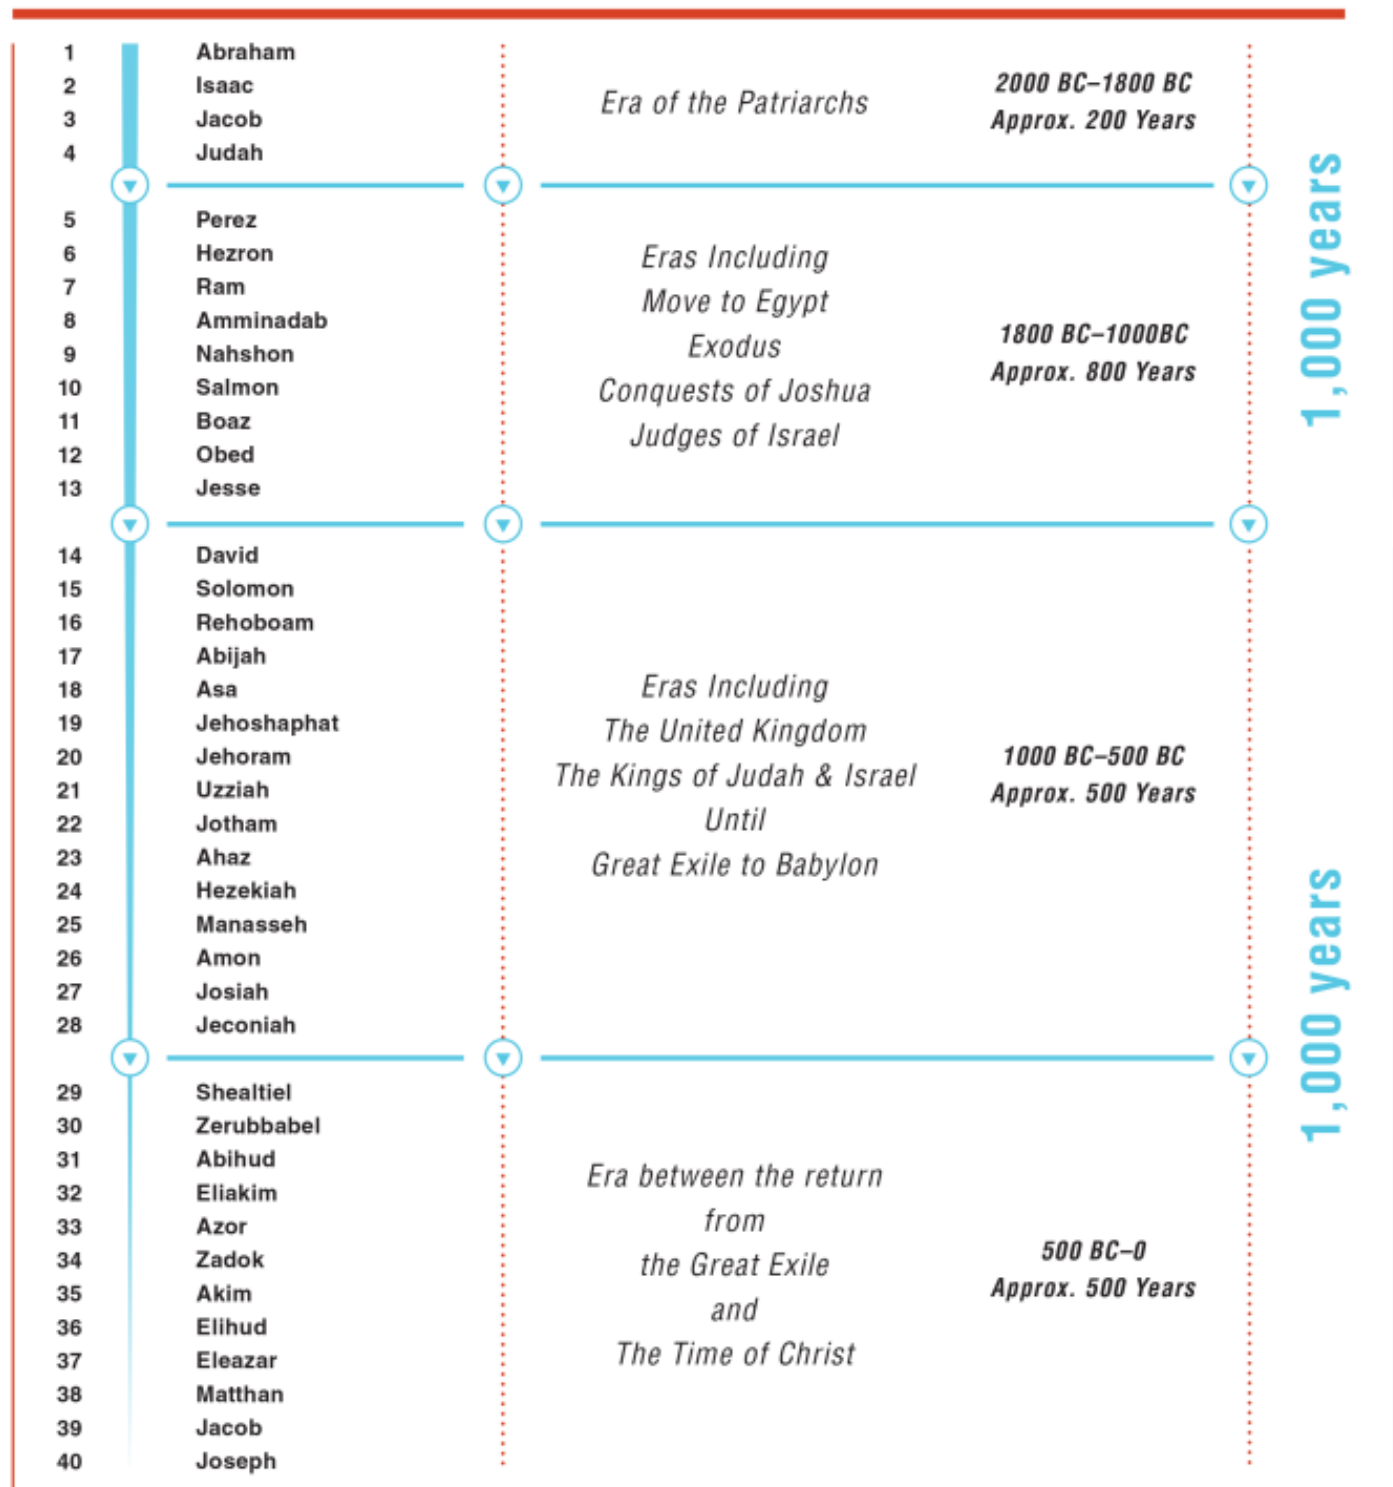 1 Abraham
2 Isaac
3 Jacob
4 Judah
Era of the Patriarchs
2000 BC–1800 BC
Approx. 200 Years
5 Perez
6 Hezron
7 Ram
8 Amminadab
9 Nahshon
10 Salmon
11 Boaz
12 Obed
13 Jesse
Eras Including
Move to Egypt
Exodus
Conquests of Joshua
Judges of Israel
1800 BC–1000BC
Approx. 800 Years
1,000 years
14 David
15 Solomon
16 Rehoboam
17 Abijah
18 Asa
19 Jehoshaphat
20 Jehoram
21 Uzziah
22 Jotham
23 Ahaz
24 Hezekiah
25 Manasseh
26 Amon
27 Josiah
28 Jeconiah
Eras Including
The United Kingdom
The Kings of Judah & Israel
Until
Great Exile to Babylon
1000 BC–500 BC
Approx. 500 Years
29 Shealtiel
30 Zerubbabel
31 Abihud
32 Eliakim
33 Azor
34 Zadok
35 Akim
36 Elihud
37 Eleazar
38 Matthan
39 Jacob
40 Joseph
Era between the return
from
the Great Exile
and
The Time of Christ
500 BC–0
Approx. 500 Years
1,000 years